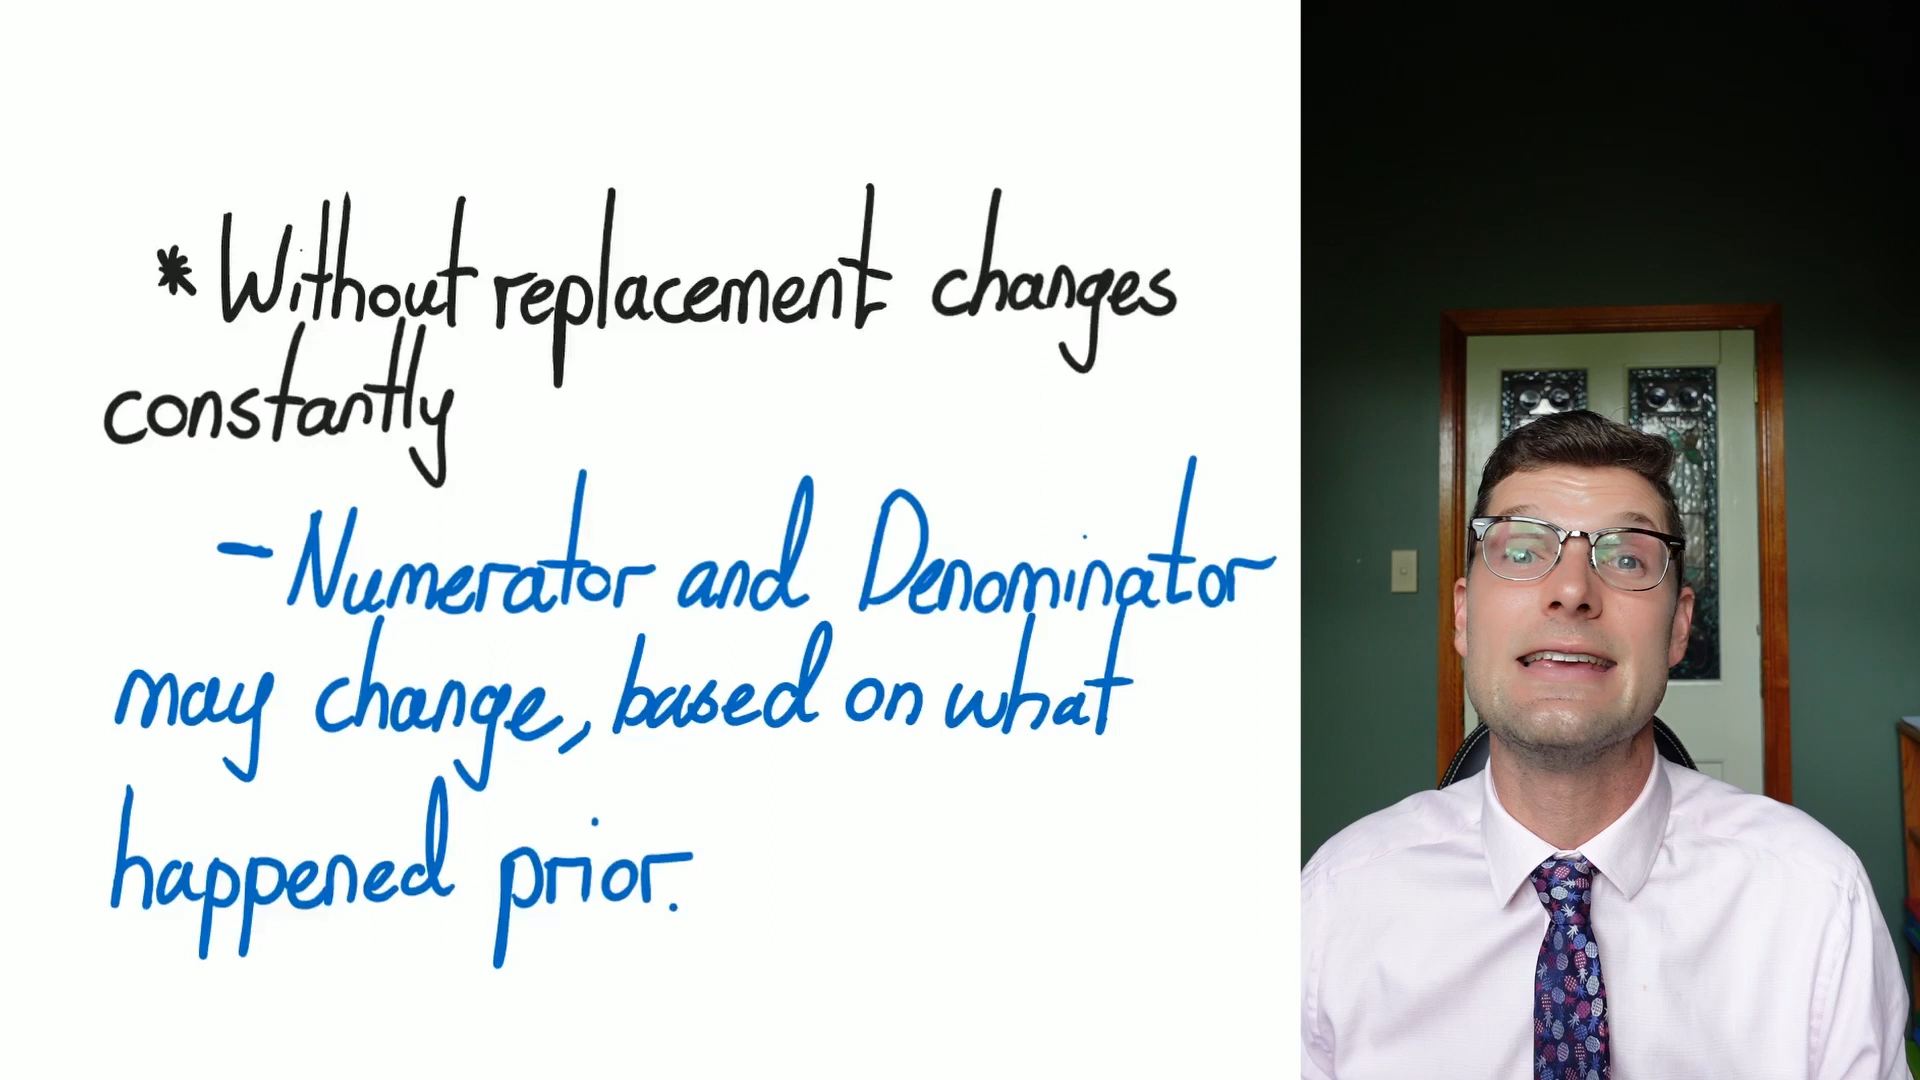 * Without replacement changes
constantly
- Numerator and Denominator
may change, based on what
happened prior.